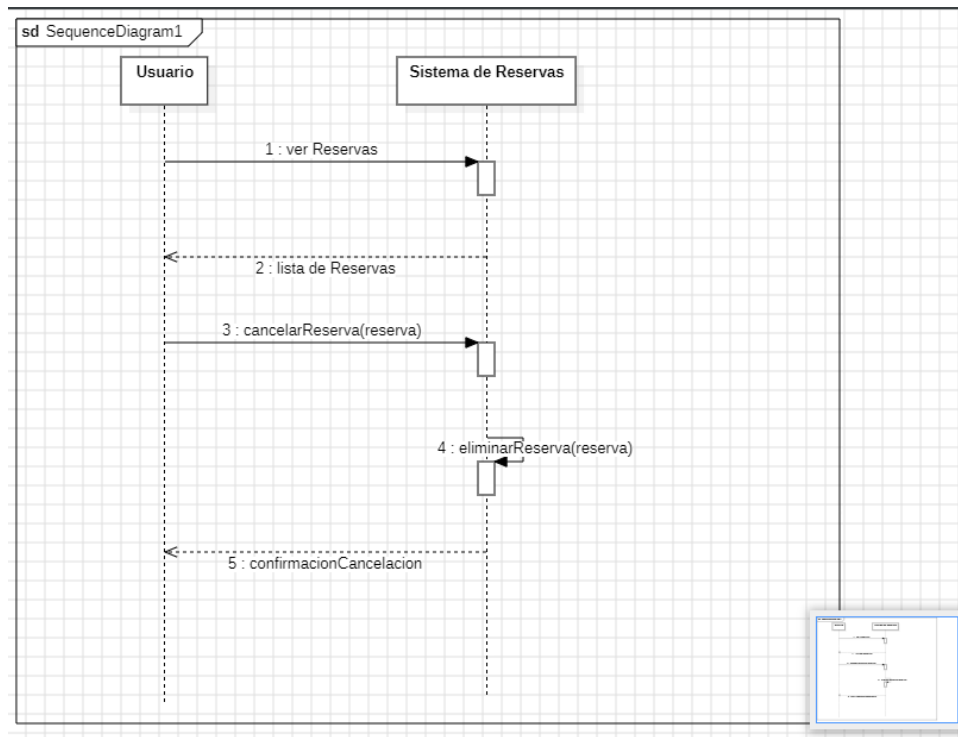 sd SequenceDiagram1
Usuario
Sistema de Reservas
1 : ver Reservas
2 : lista de Reservas
3 : cancelarReserva(reserva)
4 : eliminarReserva(reserva)
5 : confirmacionCancelacion